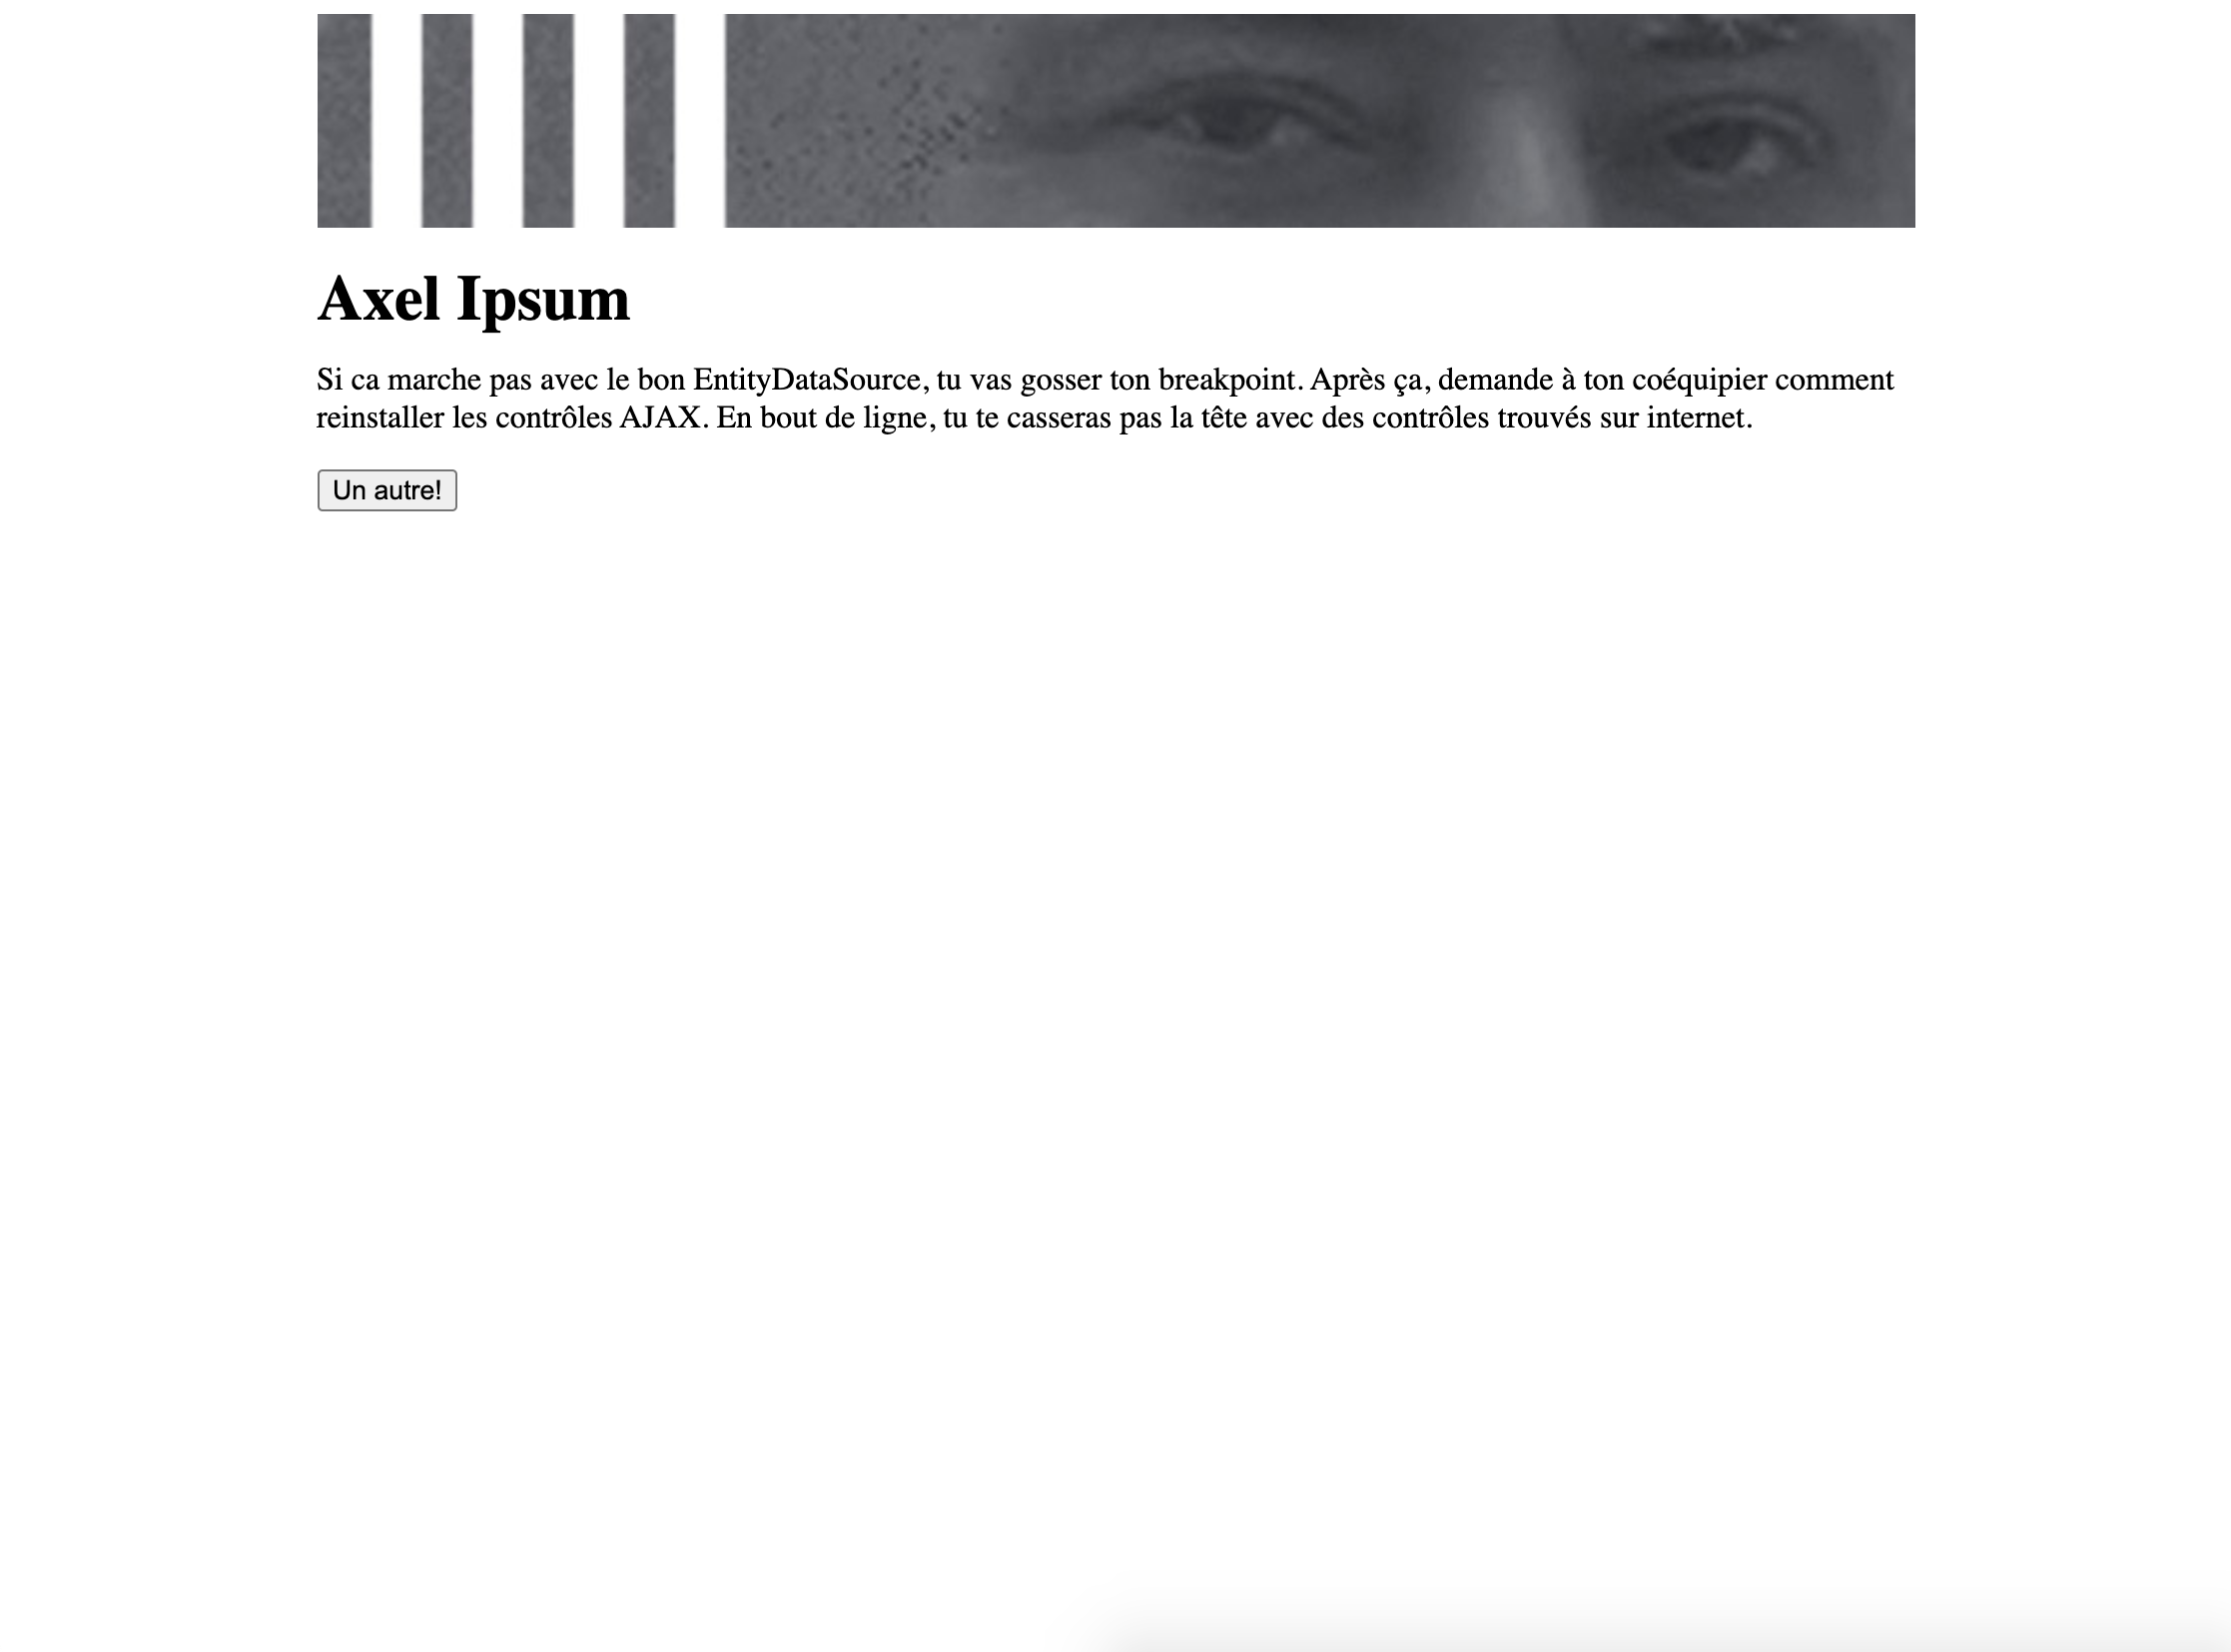 Axel Ipsum
Si ca marche pas avec le bon EntityDataSource, tu vas gosser ton breakpoint. Après ça, demande à ton coéquipier comment
reinstaller les contrôles AJAX. En bout de ligne, tu te casseras pas la tête avec des contrôles trouvés sur internet.
Un autre!